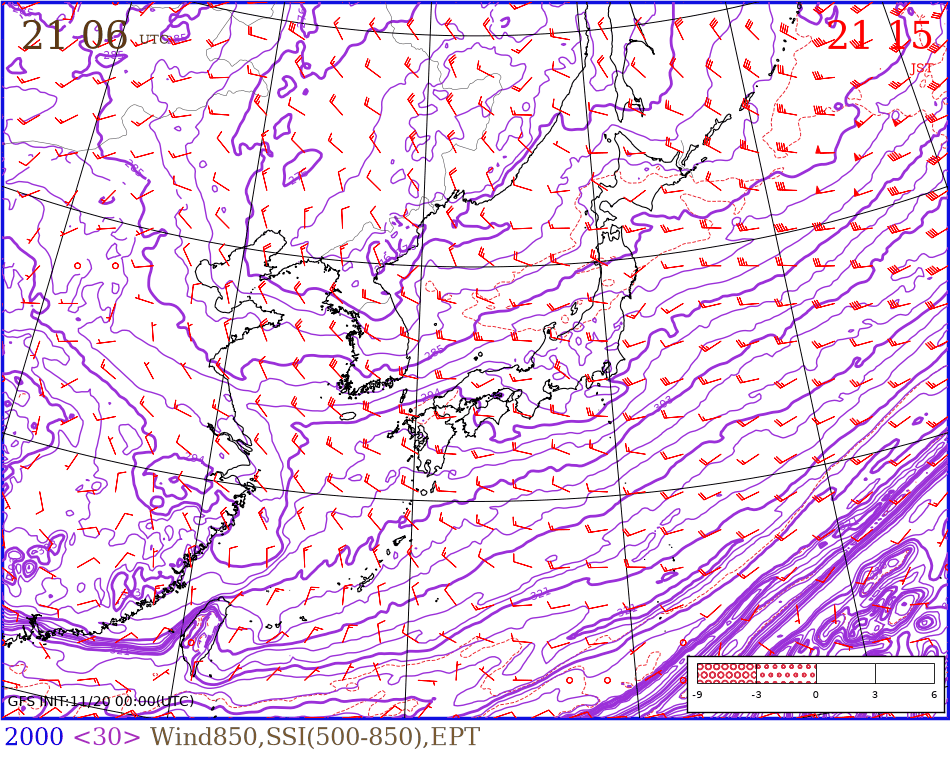 21 06 UTC 21 15
JST
GFS INIT:11/20 00:00(UTC)
-9 -3 0 3 6
2000 <30> Wind850,SSI(500-850),EPT